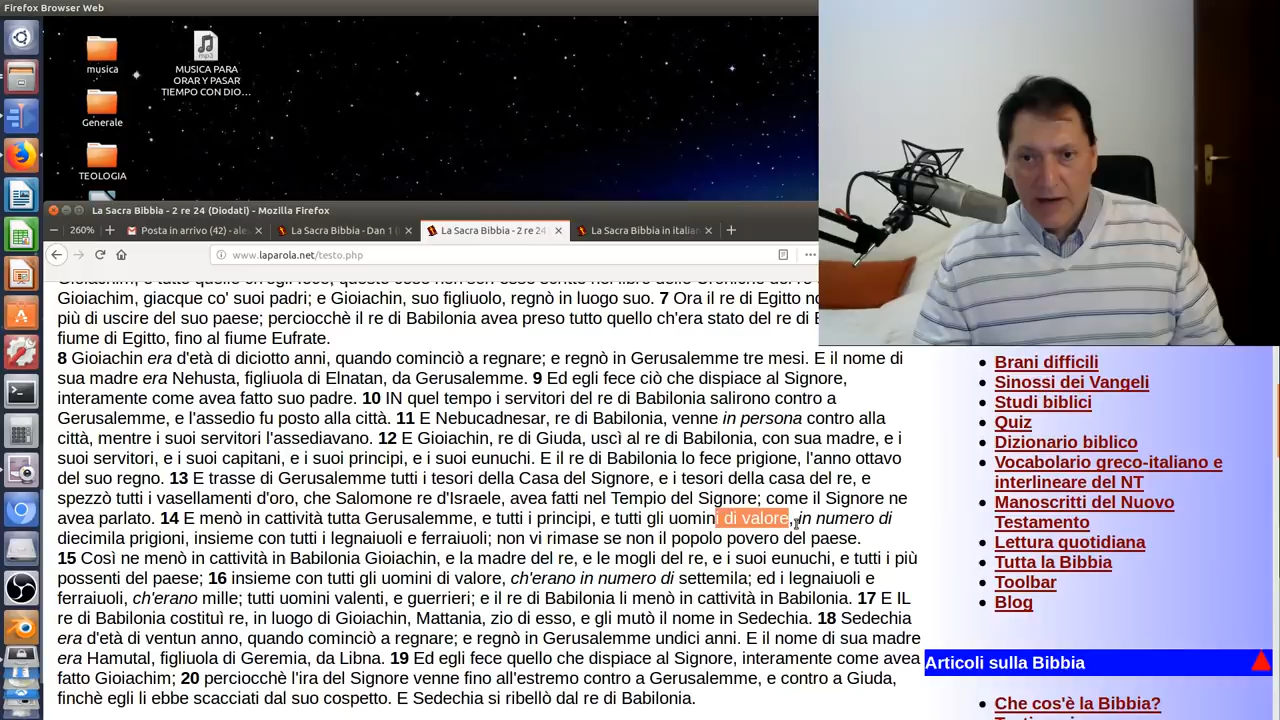 Firefox Browser Web
musica
MUSICA PARA
ORAR Y PASAR
TIEMPO CON DIO...
mp3
Generale
TEOLOGIA
La Sacra Bibbia - 2 re 24 (Diodati) - Mozilla Firefox
260%
Posta in arrivo (42) - ale
La Sacra Bibbia - Dan 1 (
La Sacra Bibbia - 2 re 24
La Sacra Bibbia in italian
www.laparola.net/testo.php
Gioiachim, giacque co' suoi padri; e Gioiachin, suo figliuolo, regnò in luogo suo. 7 Ora il re di Egitto
più di uscire del suo paese; perciocchè il re di Babilonia avea preso tutto quello ch'era stato del re di
fiume di Egitto, fino al fiume Eufrate.
8 Gioiachin era d'età di diciotto anni, quando cominciò a regnare; e regnò in Gerusalemme tre mesi. E il nome di
sua madre era Nehusta, figliuola di Elnatan, da Gerusalemme. 9 Ed egli fece ciò che dispiace al Signore,
interamente come avea fatto suo padre. 10 IN quel tempo i servitori del re di Babilonia salirono contro a
Gerusalemme, e l'assedio fu posto alla città. 11 E Nebucadnesar, re di Babilonia, venne in persona contro alla
città, mentre i suoi servitori l'assediavano. 12 E Gioiachin, re di Giuda, uscì al re di Babilonia, con sua madre, e i
suoi servitori, e i suoi capitani, e i suoi principi, e i suoi eunuchi. E il re di Babilonia lo fece prigione, l'anno ottavo
del suo regno. 13 E trasse di Gerusalemme tutti i tesori della Casa del Signore, e i tesori della casa del re, e
spezzò tutti i vasellamenti d'oro, che Salomone re d'Israele, avea fatti nel Tempio del Signore; come il Signore ne
avea parlato. 14 E menò in cattività tutta Gerusalemme, e tutti i principi, e tutti gli uomini di valore, in numero di
diecimila prigioni, insieme con tutti i legnaiuoli e ferraiuoli; non vi rimase se non il popolo povero del paese.
15 Così ne menò in cattività in Babilonia Gioiachin, e la madre del re, e le mogli del re, e i suoi eunuchi, e tutti i più
possenti del paese; 16 insieme con tutti gli uomini di valore, ch'erano in numero di settemila; ed i legnaiuoli e
ferraiuoli, ch'erano mille; tutti uomini valenti, e guerrieri; e il re di Babilonia li menò in cattività in Babilonia. 17 E IL
re di Babilonia costituì re, in luogo di Gioiachin, Mattania, zio di esso, e gli mutò il nome in Sedechia. 18 Sedechia
era d'età di ventun anno, quando cominciò a regnare; e regnò in Gerusalemme undici anni. E il nome di sua madre
era Hamutal, figliuola di Geremia, da Libna. 19 Ed egli fece quello che dispiace al Signore, interamente come avea
fatto Gioiachim; 20 perciocchè l'ira del Signore venne fino all'estremo contro a Gerusalemme, e contro a Giuda,
finchè egli li ebbe scacciati dal suo cospetto. E Sedechia si ribellò dal re di Babilonia.
Brani difficili
Sinossi dei Vangeli
Studi biblici
Quiz
Dizionario biblico
Vocabolario greco-italiano e
interlineare del NT
Manoscritti del Nuovo
Testamento
Lettura quotidiana
Tutta la Bibbia
Toolbar
Blog
Articoli sulla Bibbia
Che cos'è la Bibbia?